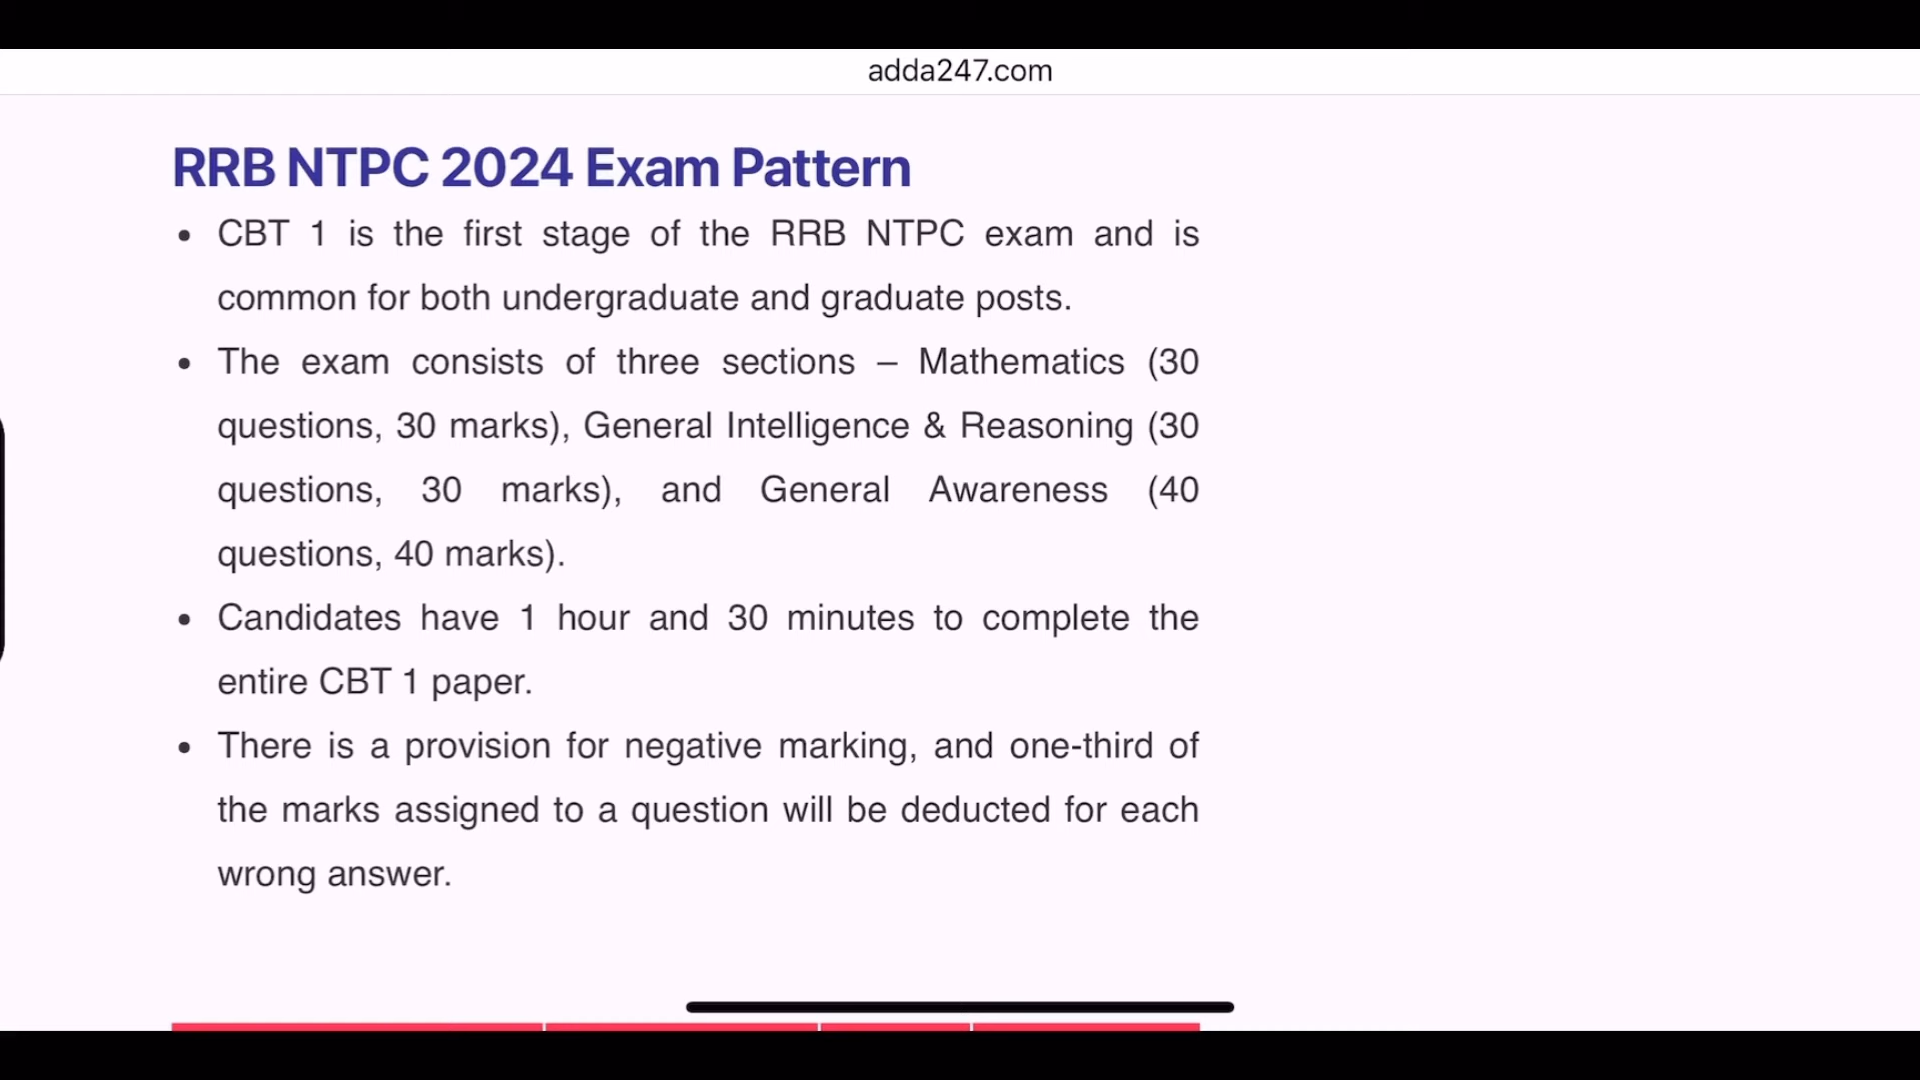 adda247.com
RRB NTPC 2024 Exam Pattern
• CBT 1 is the first stage of the RRB NTPC exam and is
common for both undergraduate and graduate posts.
• The exam consists of three sections – Mathematics (30
questions, 30 marks), General Intelligence & Reasoning (30
questions, 30 marks), and General Awareness (40
questions, 40 marks).
• Candidates have 1 hour and 30 minutes to complete the
entire CBT 1 paper.
• There is a provision for negative marking, and one-third of
the marks assigned to a question will be deducted for each
wrong answer.